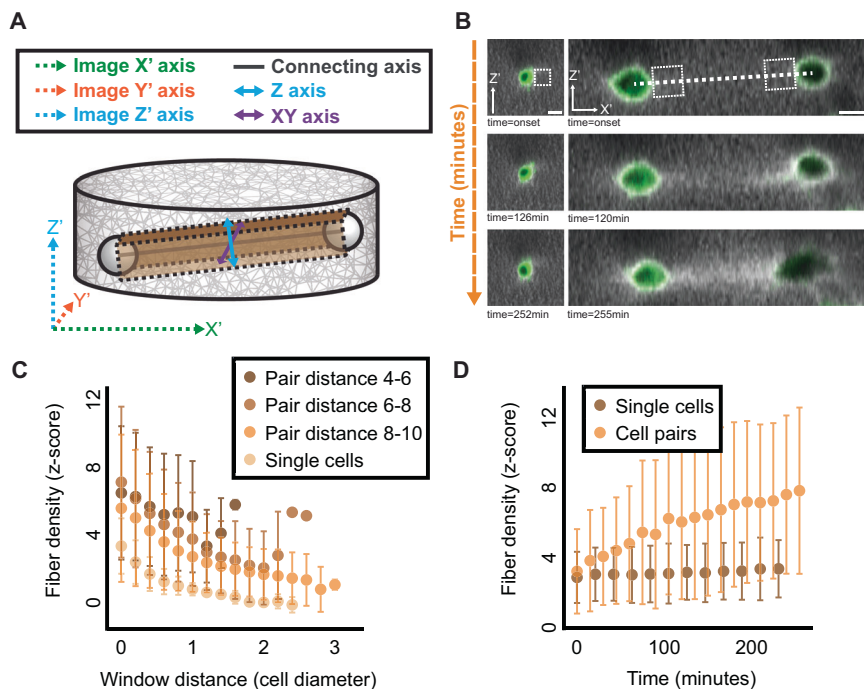 A
Image X' axis
Image Y' axis
Image Z' axis
Connecting axis
Z axis
XY axis
Z'
Y'
X'
B
Time (minutes)
Z'
time=onset
Z'
X'
time=onset
time=126min
time=120min
time=252min
time=255min
C
Pair distance 4-6
Pair distance 6-8
Pair distance 8-10
Single cells
Fiber density (z-score)
12
8
4
0
0 1 2 3
Window distance (cell diameter)
D
Single cells
Cell pairs
Fiber density (z-score)
12
8
4
0
0 100 200
Time (minutes)